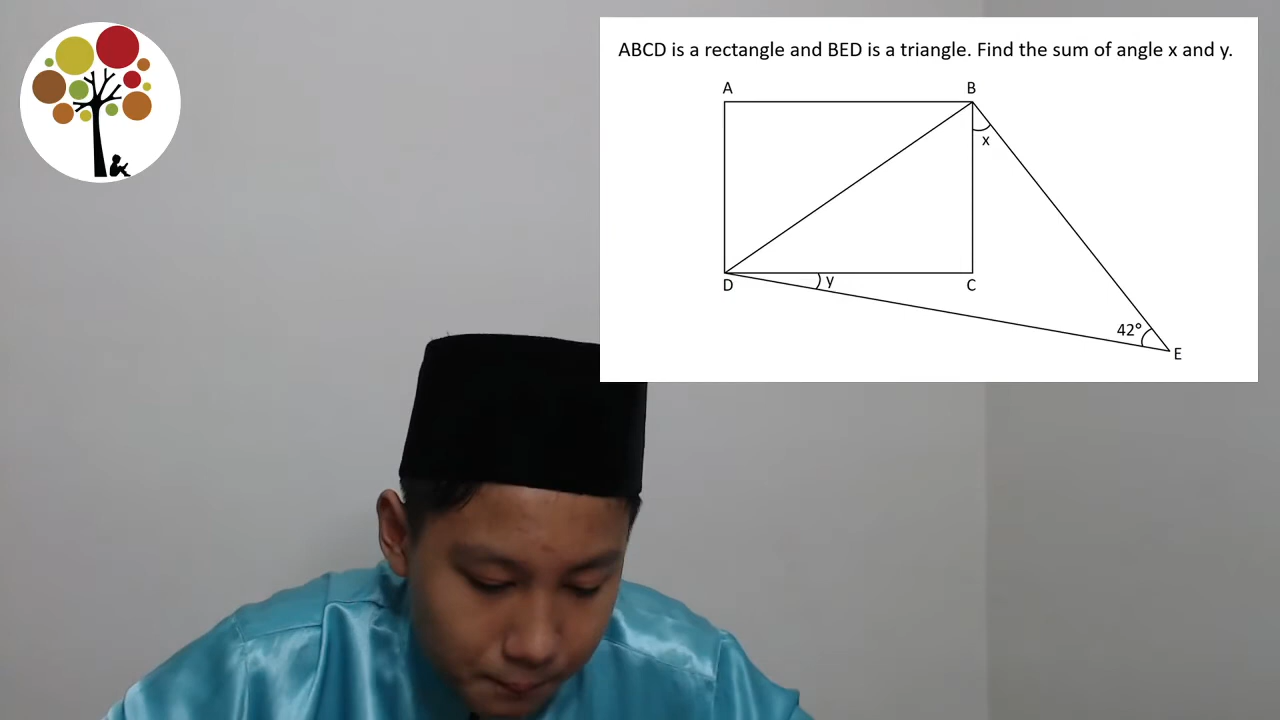 ABCD is a rectangle and BED is a triangle. Find the sum of angle x and y.
A
B
x
D
y
C
42°
E